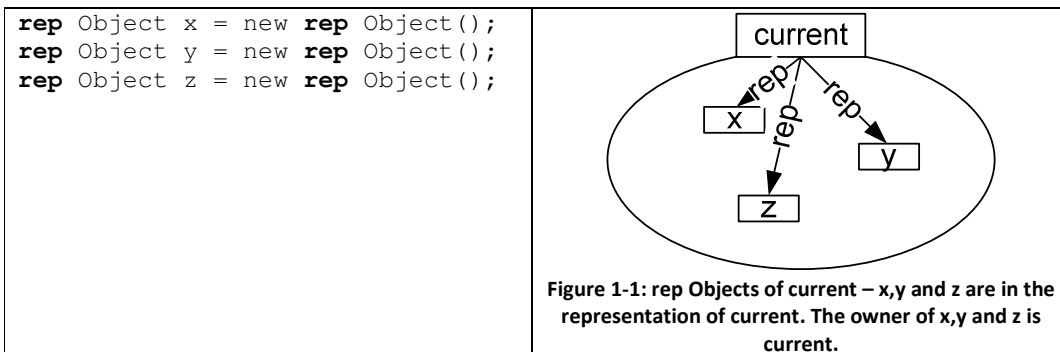 rep Object x = new rep Object();
rep Object y = new rep Object();
rep Object z = new rep Object();
current
rep
rep
rep
x
y
z
Figure 1-1: rep Objects of current – x,y and z are in the
representation of current. The owner of x,y and z is
current.